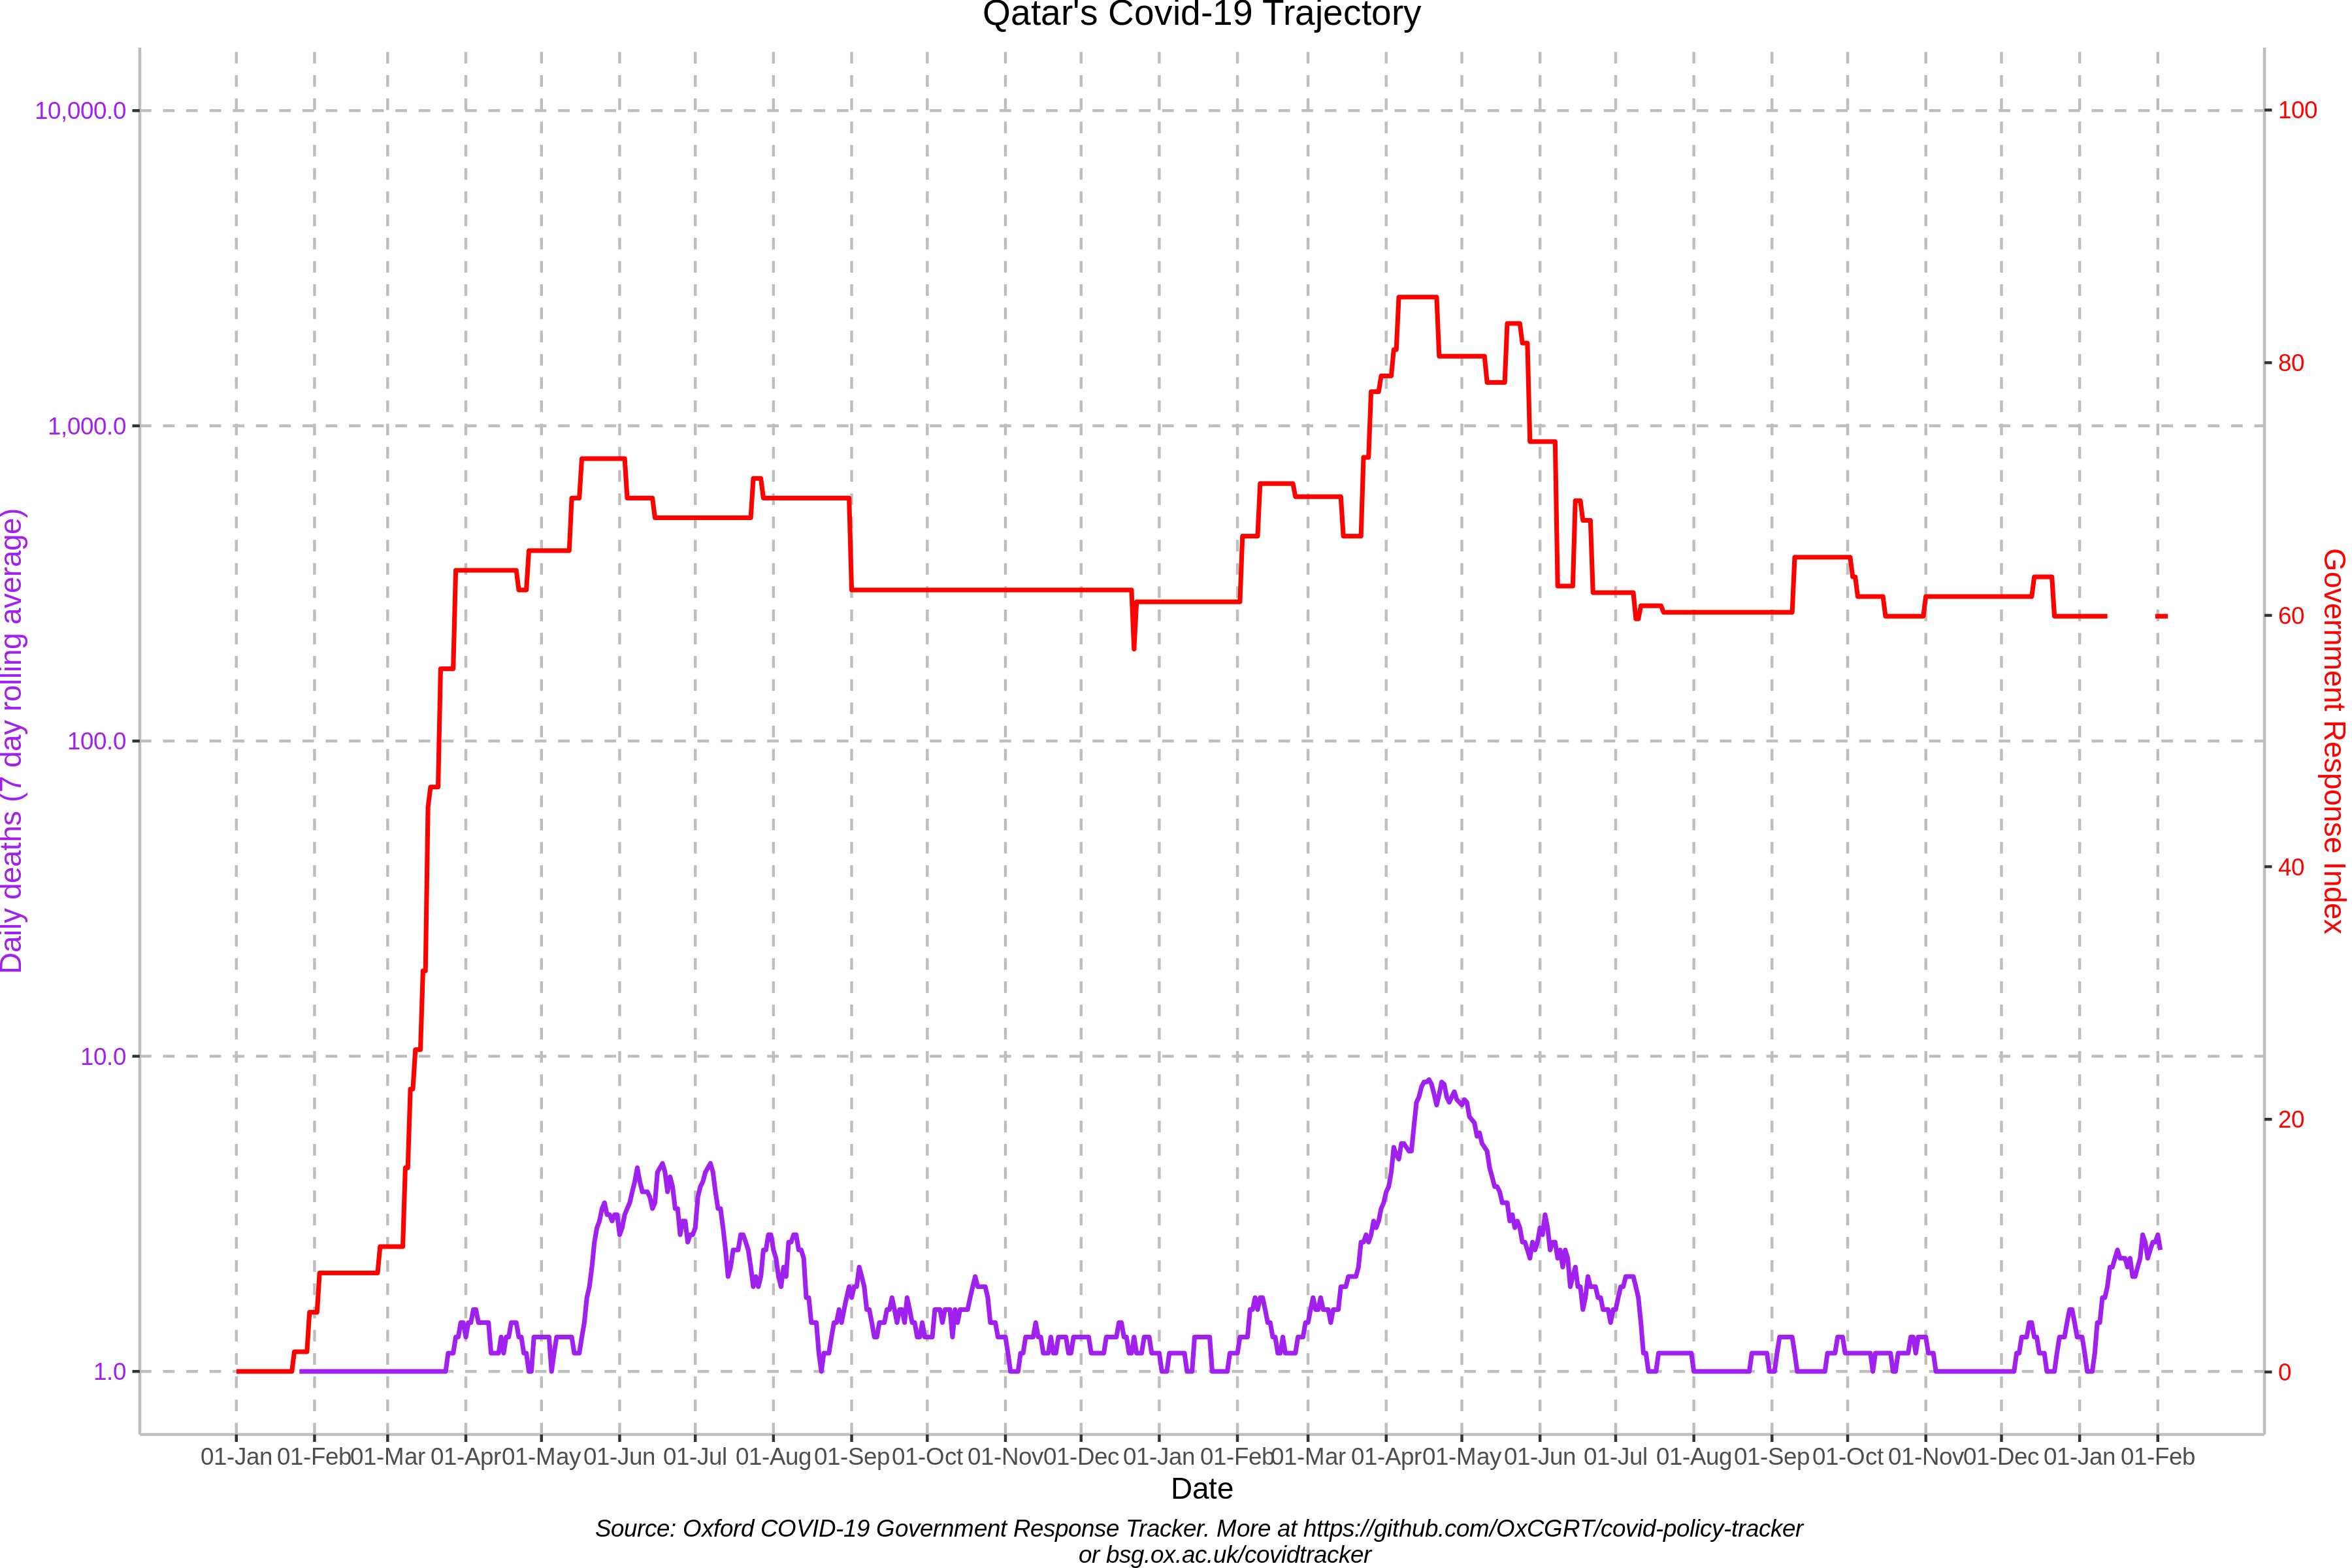 Qatar's Covid-19 Trajectory
10,000.0
1,000.0
100.0
10.0
1.0
Daily deaths (7 day rolling average)
100
80
60
40
20
0
Government Response Index
01-Jan 01-Feb 01-Mar 01-Apr 01-May 01-Jun 01-Jul 01-Aug 01-Sep 01-Oct 01-Nov 01-Dec 01-Jan 01-Feb 01-Mar 01-Apr 01-May 01-Jun 01-Jul 01-Aug 01-Sep 01-Oct 01-Nov 01-Dec 01-Jan 01-Feb
Date
Source: Oxford COVID-19 Government Response Tracker. More at https://github.com/OxCGRT/covid-policy-tracker
or bsg.ox.ac.uk/covidtracker